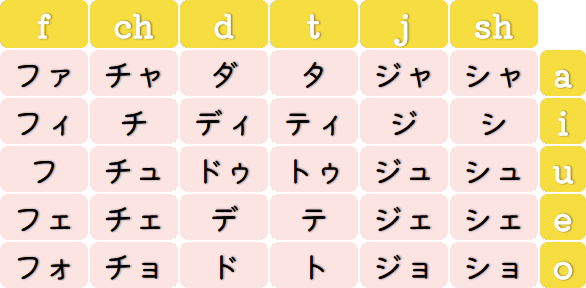 f ch d t j sh
ファ チャ ダ タ ジャ シャ a
フィ チ ディ ティ ジ シ i
フ チュ ドゥ トゥ ジュ シュ u
フェ チェ デ テ ジェ シェ e
フォ チョ ド ト ジョ ショ o